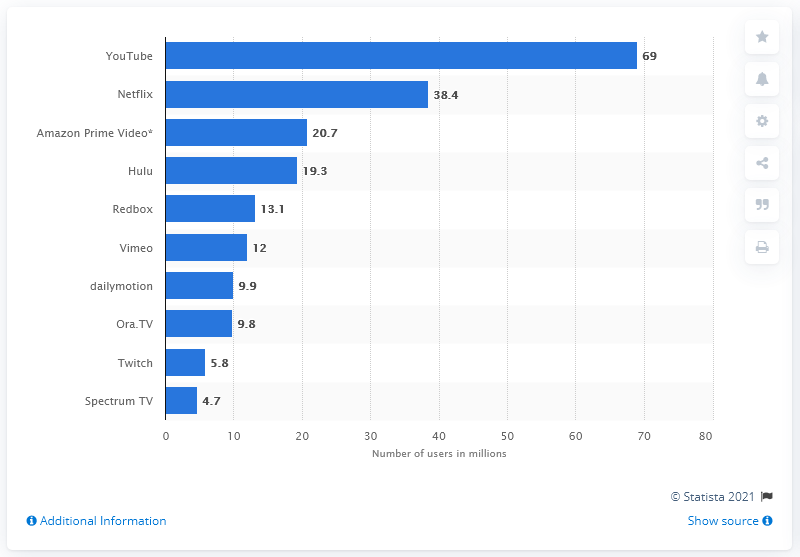 YouTube 69
Netflix 38.4
Amazon Prime Video* 20.7
Hulu 19.3
Redbox 13.1
Vimeo 12
dailymotion 9.9
Ora.TV 9.8
Twitch 5.8
Spectrum TV 4.7
0 10 20 30 40 50 60 70 80
Number of users in millions
© Statista 2021
Additional Information Show source